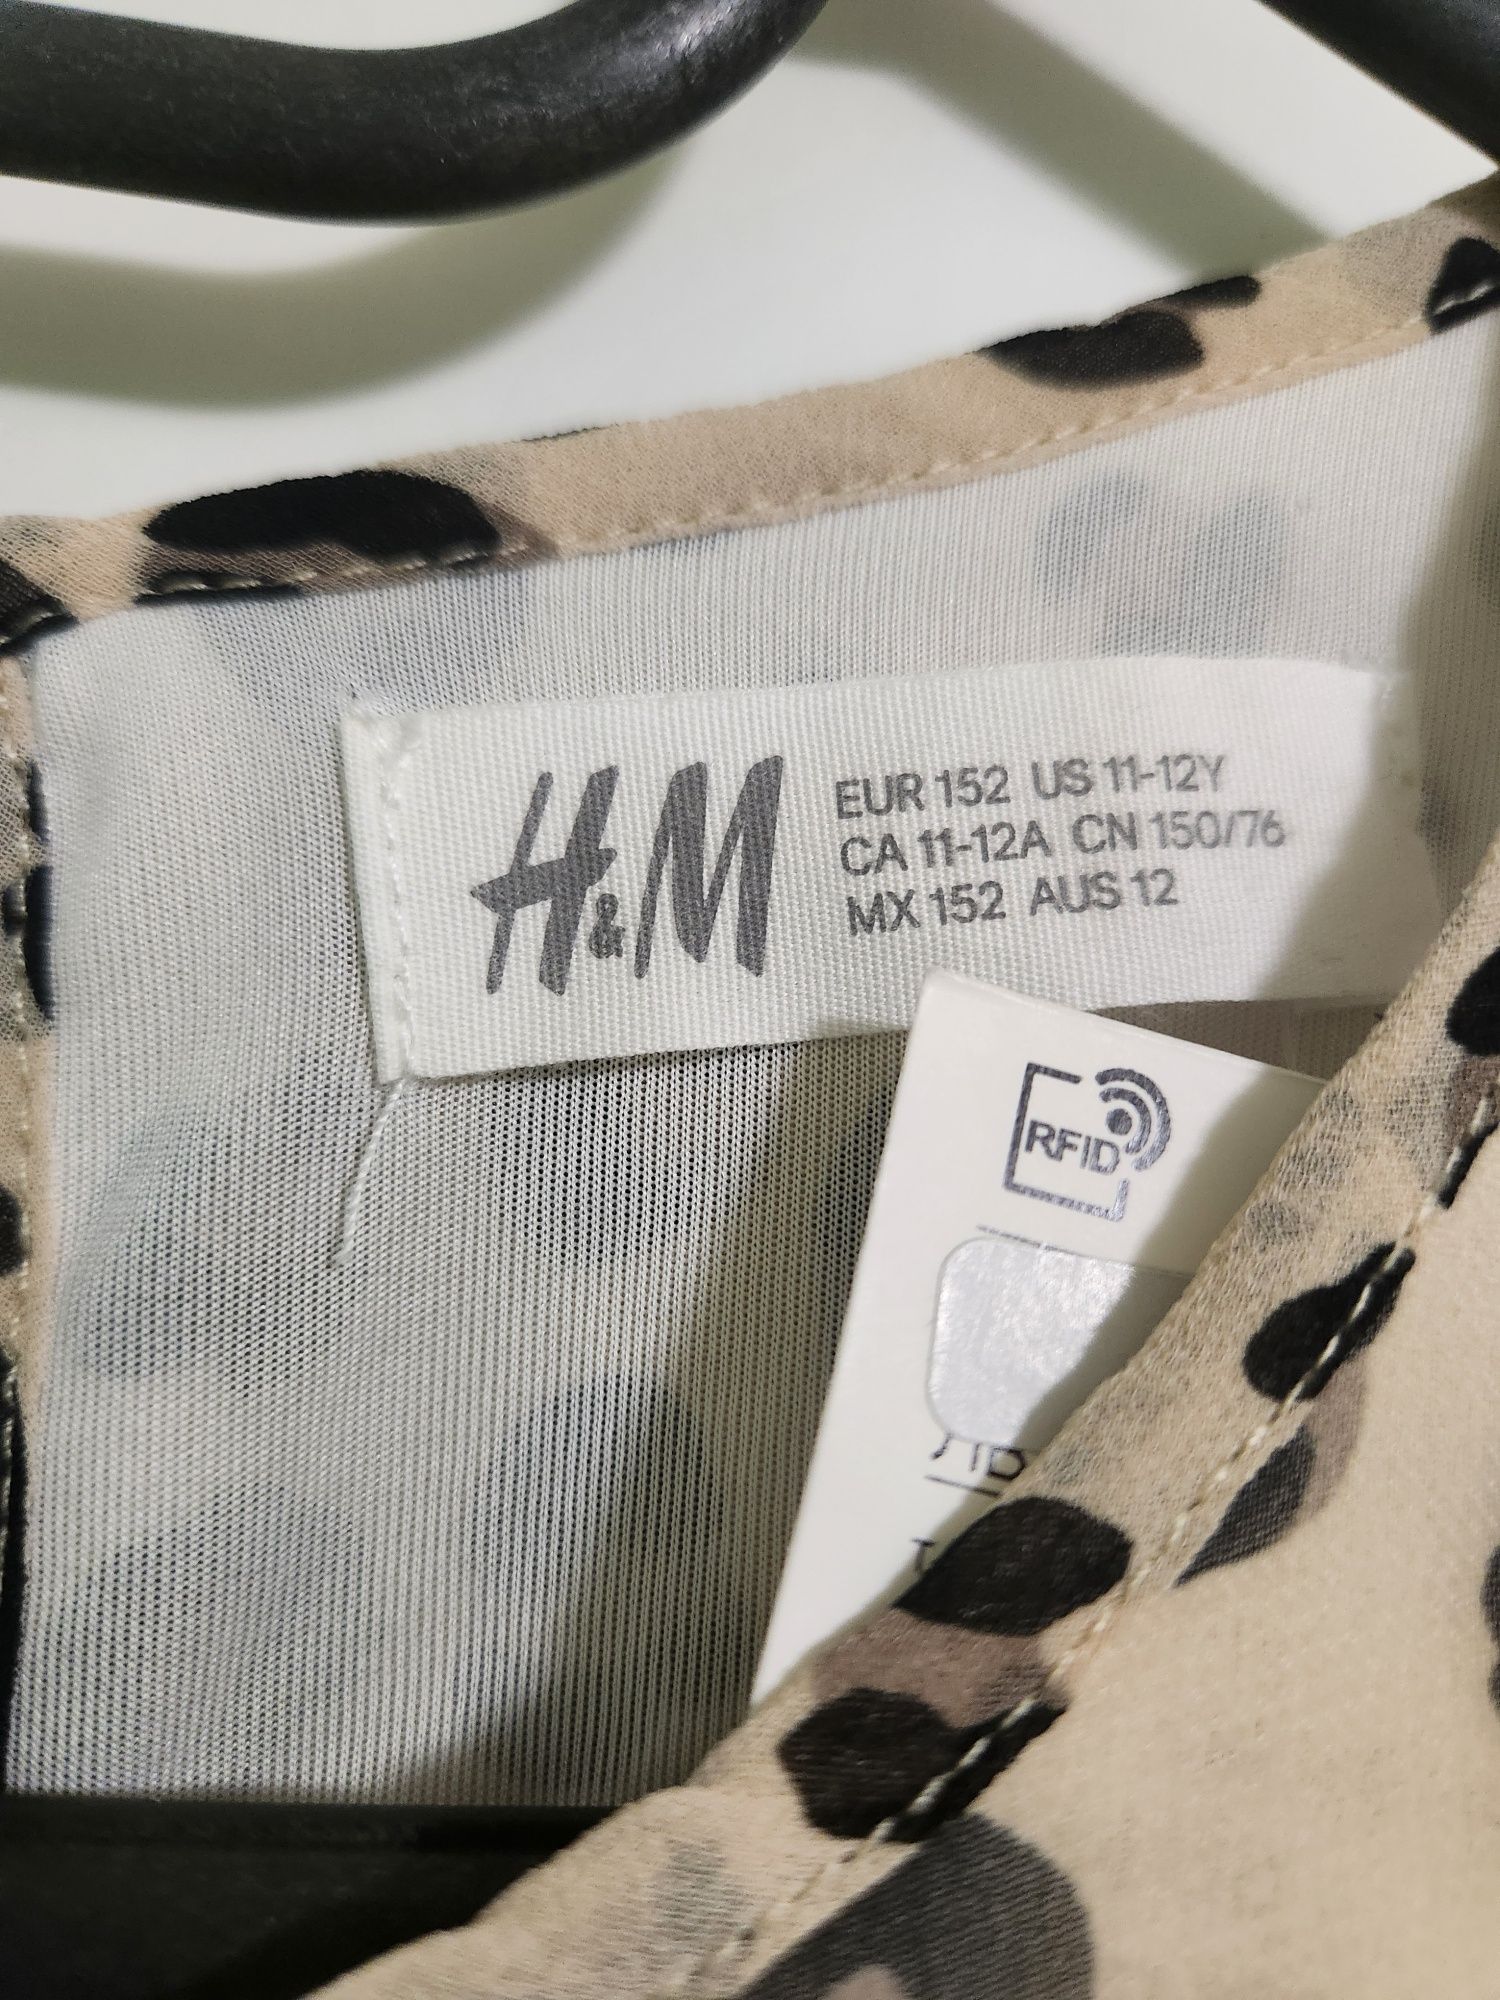 H&M
EUR 152 US 11-12Y
CA 11-12A CN 150/76
MX 152 AUS 12
RFID